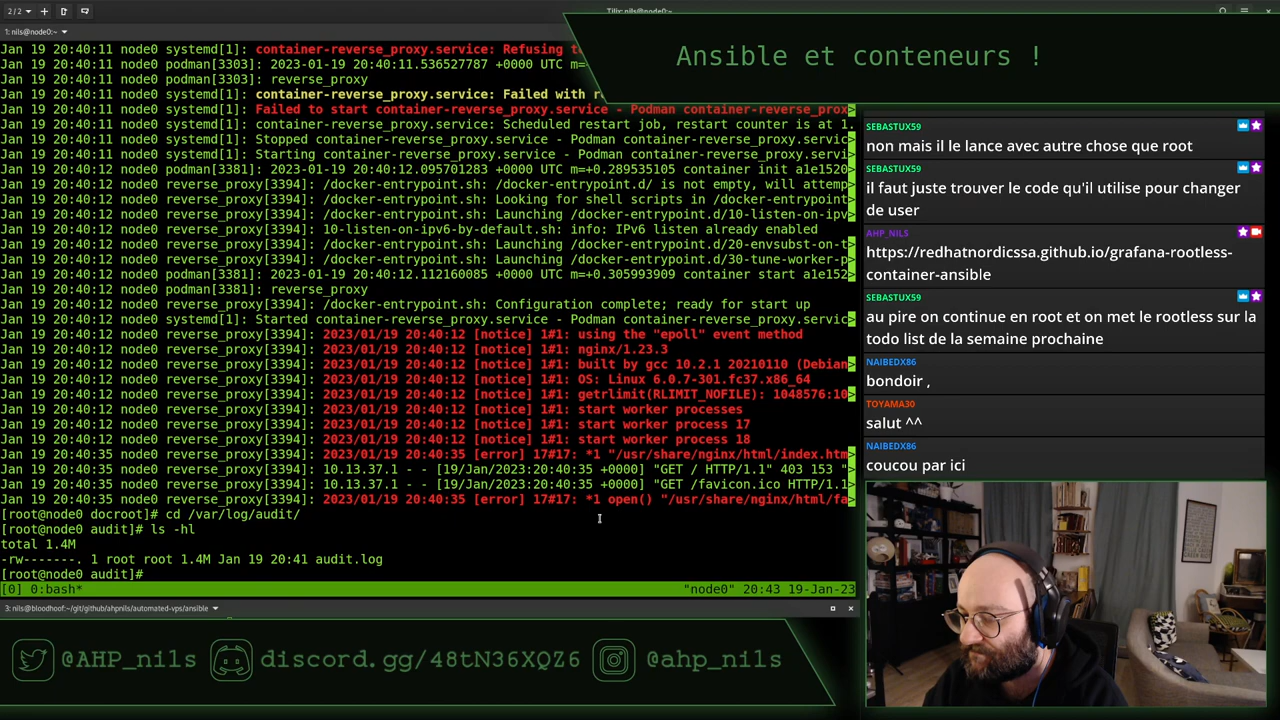 2/2
Tilix: nils@node0:~
1: nils@node0:~
Jan 19 20:40:11 node0 systemd[1]: container-reverse_proxy.service: Refusing t
Jan 19 20:40:11 node0 podman[3303]: 2023-01-19 20:40:11.536527787 +0000 UTC m=
Jan 19 20:40:11 node0 podman[3303]: reverse_proxy
Jan 19 20:40:11 node0 systemd[1]: container-reverse_proxy.service: Failed with r
Jan 19 20:40:11 node0 systemd[1]: Failed to start container-reverse_proxy.service - Podman container-reverse_prox>
Jan 19 20:40:11 node0 systemd[1]: container-reverse_proxy.service: Scheduled restart job, restart counter is at 1.
Jan 19 20:40:11 node0 systemd[1]: Stopped container-reverse_proxy.service - Podman container-reverse_proxy.servic>
Jan 19 20:40:11 node0 systemd[1]: Starting container-reverse_proxy.service - Podman container-reverse_proxy.servi>
Jan 19 20:40:12 node0 podman[3381]: 2023-01-19 20:40:12.095701283 +0000 UTC m=+0.289535105 container init a1e1520>
Jan 19 20:40:12 node0 reverse_proxy[3394]: /docker-entrypoint.sh: /docker-entrypoint.d/ is not empty, will attemp>
Jan 19 20:40:12 node0 reverse_proxy[3394]: /docker-entrypoint.sh: Looking for shell scripts in /docker-entrypoint>
Jan 19 20:40:12 node0 reverse_proxy[3394]: /docker-entrypoint.sh: Launching /docker-entrypoint.d/10-listen-on-ipv>
Jan 19 20:40:12 node0 reverse_proxy[3394]: 10-listen-on-ipv6-by-default.sh: info: IPv6 listen already enabled
Jan 19 20:40:12 node0 reverse_proxy[3394]: /docker-entrypoint.sh: Launching /docker-entrypoint.d/20-envsubst-on-t>
Jan 19 20:40:12 node0 reverse_proxy[3394]: /docker-entrypoint.sh: Launching /docker-entrypoint.d/30-tune-worker-p>
Jan 19 20:40:12 node0 podman[3381]: 2023-01-19 20:40:12.112160085 +0000 UTC m=+0.305993909 container start a1e152>
Jan 19 20:40:12 node0 podman[3381]: reverse_proxy
Jan 19 20:40:12 node0 reverse_proxy[3394]: /docker-entrypoint.sh: Configuration complete; ready for start up
Jan 19 20:40:12 node0 systemd[1]: Started container-reverse_proxy.service - Podman container-reverse_proxy.servic>
Jan 19 20:40:12 node0 reverse_proxy[3394]: 2023/01/19 20:40:12 [notice] 1#1: using the "epoll" event method
Jan 19 20:40:12 node0 reverse_proxy[3394]: 2023/01/19 20:40:12 [notice] 1#1: nginx/1.23.3
Jan 19 20:40:12 node0 reverse_proxy[3394]: 2023/01/19 20:40:12 [notice] 1#1: built by gcc 10.2.1 20210110 (Debian>
Jan 19 20:40:12 node0 reverse_proxy[3394]: 2023/01/19 20:40:12 [notice] 1#1: OS: Linux 6.0.7-301.fc37.x86_64
Jan 19 20:40:12 node0 reverse_proxy[3394]: 2023/01/19 20:40:12 [notice] 1#1: getrlimit(RLIMIT_NOFILE): 1048576:10>
Jan 19 20:40:12 node0 reverse_proxy[3394]: 2023/01/19 20:40:12 [notice] 1#1: start worker processes
Jan 19 20:40:12 node0 reverse_proxy[3394]: 2023/01/19 20:40:12 [notice] 1#1: start worker process 17
Jan 19 20:40:12 node0 reverse_proxy[3394]: 2023/01/19 20:40:12 [notice] 1#1: start worker process 18
Jan 19 20:40:35 node0 reverse_proxy[3394]: 2023/01/19 20:40:35 [error] 17#17: *1 "/usr/share/nginx/html/index.htm>
Jan 19 20:40:35 node0 reverse_proxy[3394]: 10.13.37.1 - - [19/Jan/2023:20:40:35 +0000] "GET / HTTP/1.1" 403 153 ">
Jan 19 20:40:35 node0 reverse_proxy[3394]: 10.13.37.1 - - [19/Jan/2023:20:40:35 +0000] "GET /favicon.ico HTTP/1.1>
Jan 19 20:40:35 node0 reverse_proxy[3394]: 2023/01/19 20:40:35 [error] 17#17: *1 open() "/usr/share/nginx/html/fa>
[root@node0 docroot]# cd /var/log/audit/
[root@node0 audit]# ls -hl
total 1.4M
-rw-------. 1 root root 1.4M Jan 19 20:41 audit.log
[root@node0 audit]#
[0] 0:bash* "node0" 20:43 19-Jan-23
3: nils@bloodhoof:~/git/github/ahpnils/automated-vps/ansible
Ansible et conteneurs !
SEBASTUX59
non mais il le lance avec autre chose que root
SEBASTUX59
il faut juste trouver le code qu'il utilise pour changer
de user
AHP_NILS
https://redhatnordicssa.github.io/grafana-rootless-
container-ansible
SEBASTUX59
au pire on continue en root et on met le rootless sur la
todo list de la semaine prochaine
NAIBEDX86
bondoir ,
TOYAMA30
salut ^^
NAIBEDX86
coucou par ici
@AHP_nils discord.gg/48tN36XQZ6 @ahp_nils